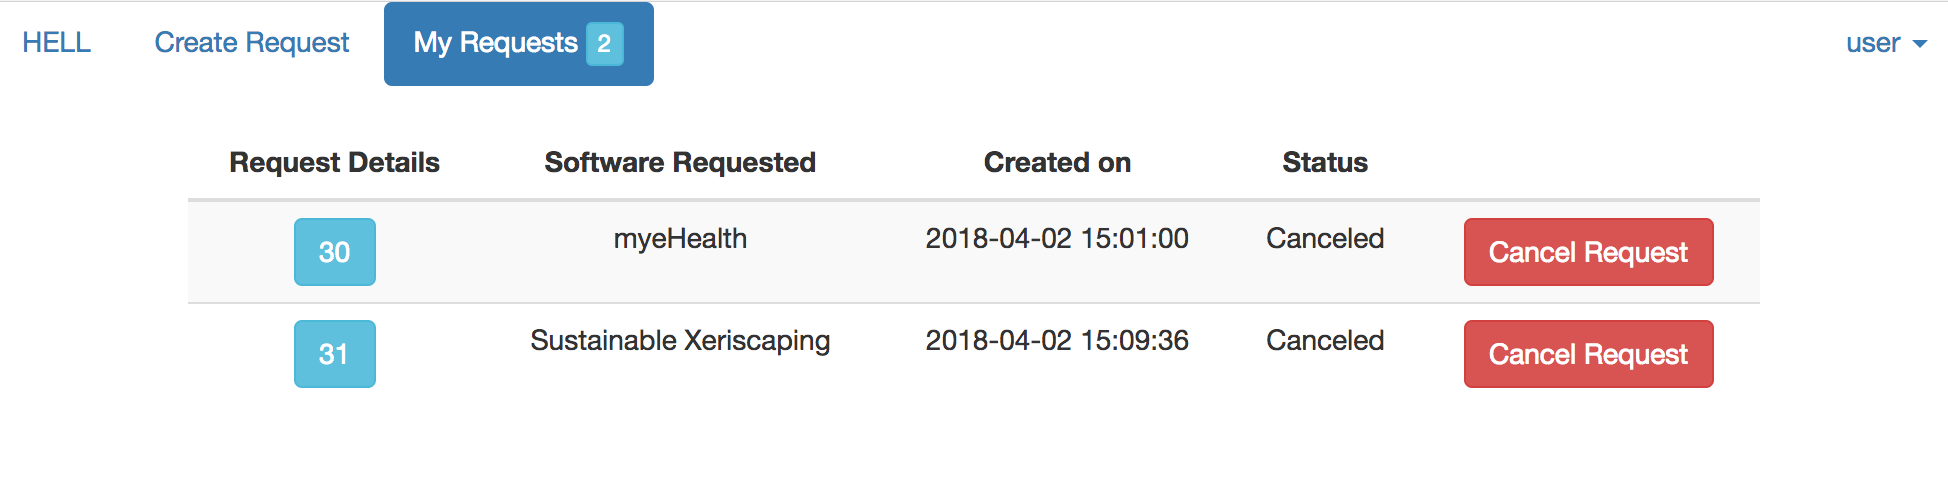 HELL Create Request My Requests 2 user
Request Details Software Requested Created on Status
30 myeHealth 2018-04-02 15:01:00 Canceled Cancel Request
31 Sustainable Xeriscaping 2018-04-02 15:09:36 Canceled Cancel Request